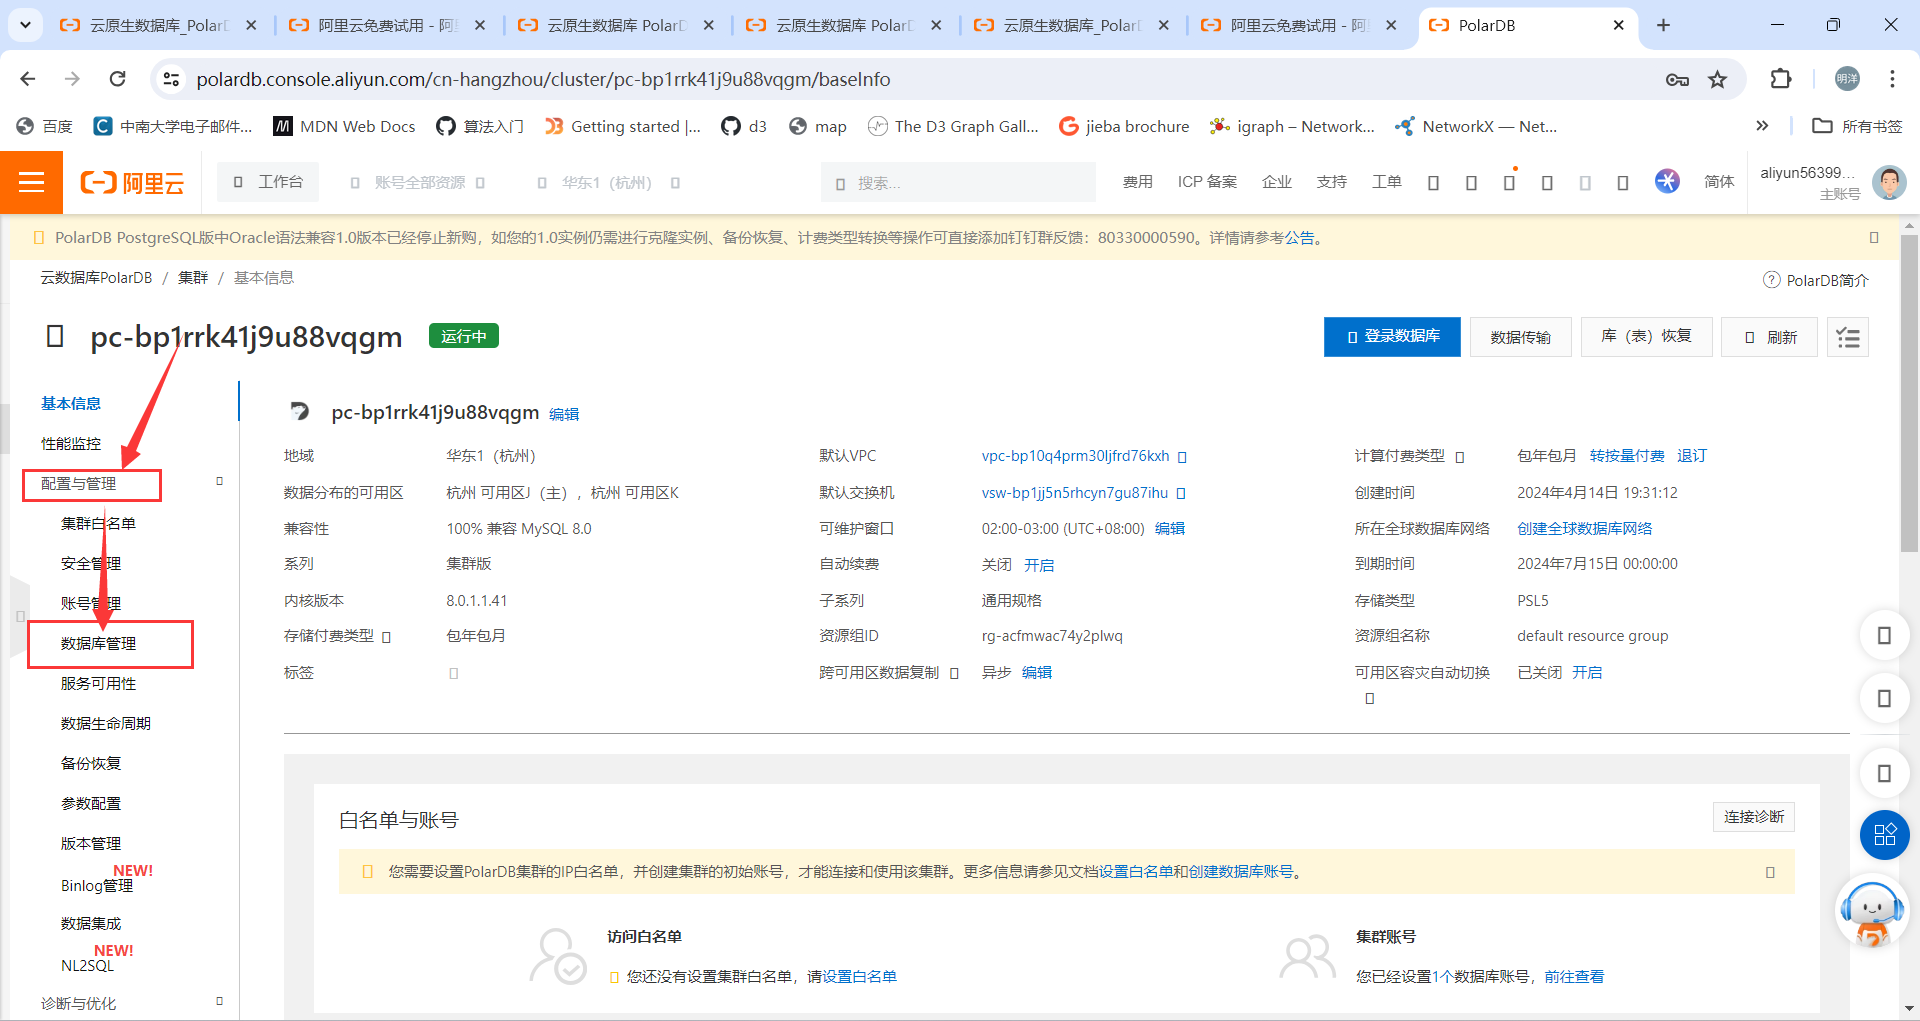 云原生数据库_PolarD
阿里云免费试用 - 阿
云原生数据库 PolarD
云原生数据库 PolarD
云原生数据库_PolarD
阿里云免费试用 - 阿
PolarDB
polardb.console.aliyun.com/cn-hangzhou/cluster/pc-bp1rrk41j9u88vqgm/baseInfo
明洋
百度
中南大学电子邮件...
MDN Web Docs
算法入门
Getting started |...
d3
map
The D3 Graph Gall...
jieba brochure
igraph – Network...
NetworkX — Net...
所有书签
阿里云
工作台
账号全部资源
华东1（杭州）
搜索...
费用
ICP 备案
企业
支持
工单
简体
aliyun56399...
主账号
PolarDB PostgreSQL版中Oracle语法兼容1.0版本已经停止新购，如您的1.0实例仍需进行克隆实例、备份恢复、计费类型转换等操作可直接添加钉钉群反馈：80330000590。详情请参考公告。
云数据库PolarDB / 集群 / 基本信息
PolarDB简介
pc-bp1rrk41j9u88vqgm
运行中
登录数据库
数据传输
库（表）恢复
刷新
基本信息
性能监控
配置与管理
集群白名单
安全管理
账号管理
数据库管理
服务可用性
数据生命周期
备份恢复
参数配置
版本管理
NEW!
Binlog管理
数据集成
NEW!
NL2SQL
诊断与优化
pc-bp1rrk41j9u88vqgm 编辑
地域 华东1（杭州）
默认VPC vpc-bp10q4prm30ljfrd76kxh
计算付费类型 包年包月 转按量付费 退订
数据分布的可用区 杭州 可用区J（主），杭州 可用区K
默认交换机 vsw-bp1jj5n5rhcyn7gu87ihu
创建时间 2024年4月14日 19:31:12
兼容性 100% 兼容 MySQL 8.0
可维护窗口 02:00-03:00 (UTC+08:00) 编辑
所在全球数据库网络 创建全球数据库网络
系列 集群版
自动续费 关闭 开启
到期时间 2024年7月15日 00:00:00
内核版本 8.0.1.1.41
子系列 通用规格
存储类型 PSL5
存储付费类型 包年包月
资源组ID rg-acfmwac74y2plwq
资源组名称 default resource group
标签
跨可用区数据复制 异步 编辑
可用区容灾自动切换 已关闭 开启
白名单与账号
连接诊断
您需要设置PolarDB集群的IP白名单，并创建集群的初始账号，才能连接和使用该集群。更多信息请参见文档设置白名单和创建数据库账号。
访问白名单
您还没有设置集群白名单，请设置白名单
集群账号
您已经设置1个数据库账号，前往查看